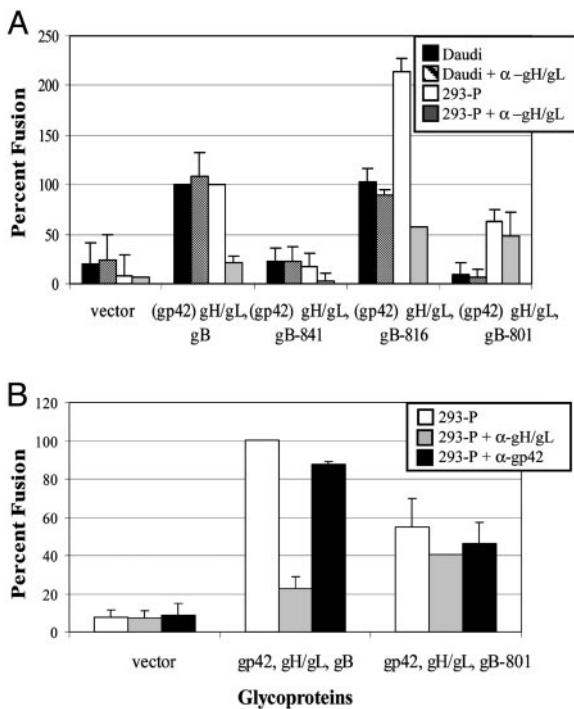 A
250
200
150
100
50
0
Percent Fusion
Daudi
Daudi + α –gH/gL
293-P
293-P + α –gH/gL
vector
(gp42) gH/gL, gB
(gp42) gH/gL, gB-841
(gp42) gH/gL, gB-816
(gp42) gH/gL, gB-801
B
120
100
80
60
40
20
0
Percent Fusion
293-P
293-P + α-gH/gL
293-P + α-gp42
vector
gp42, gH/gL, gB
gp42, gH/gL, gB-801
Glycoproteins